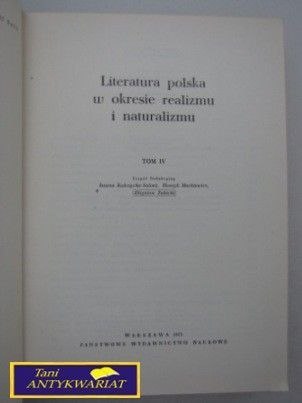 Literatura polska
w okresie realizmu
i naturalizmu
TOM IV
Zespół Redakcyjny
Janina Kulczycka-Saloni, Henryk Markiewicz,
Zbigniew Żabicki
WARSZAWA 1971
PAŃSTWOWE WYDAWNICTWO NAUKOWE
Tani
ANTYKWARIAT